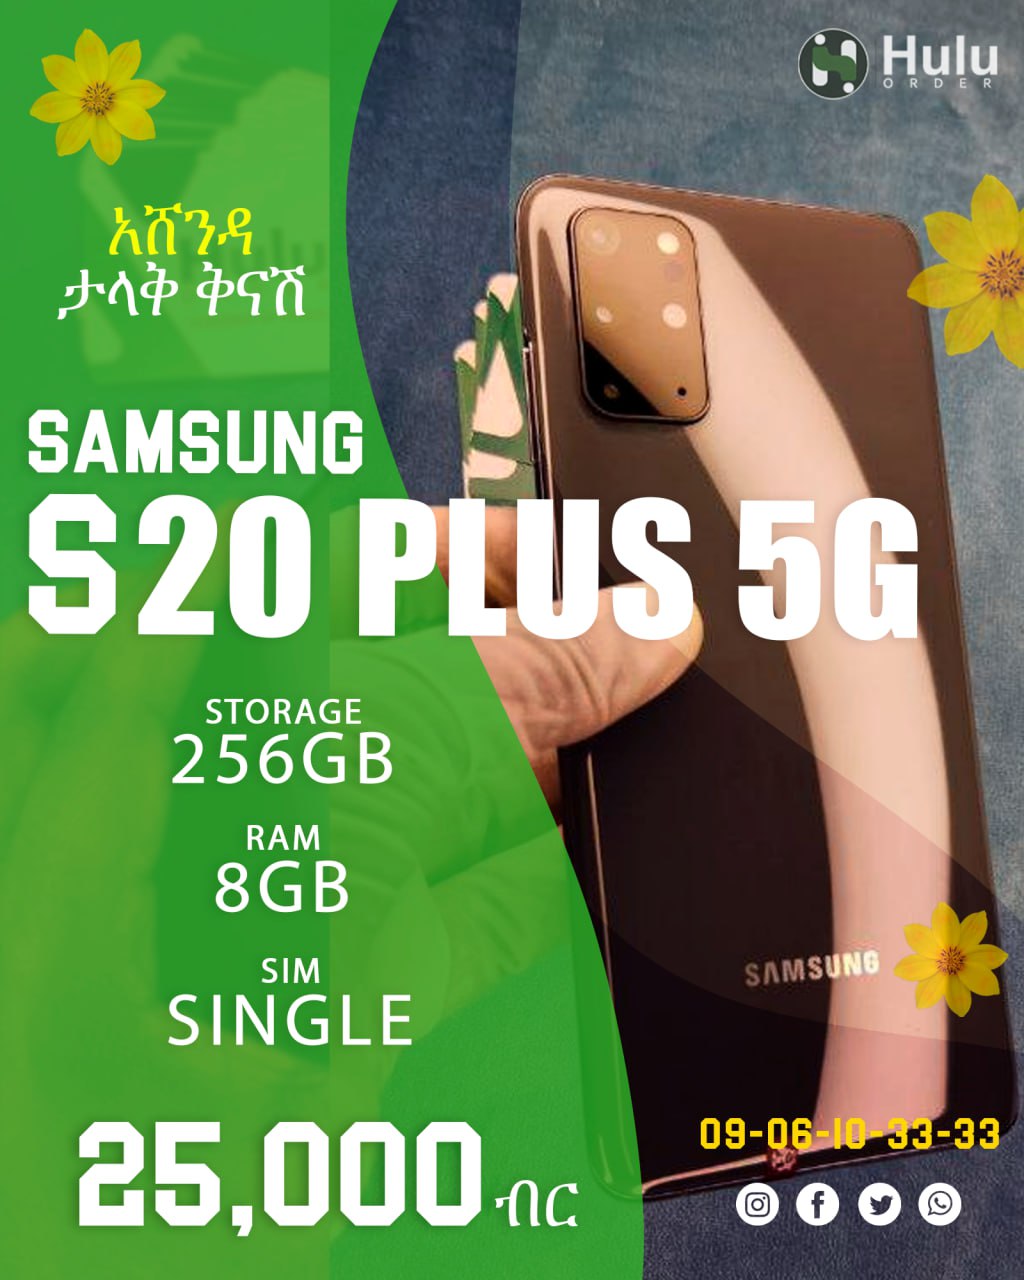 Hulu
ORDER
አሸንዳ
ታላቅ ቅናሽ
SAMSUNG
S20 PLUS 5G
STORAGE
256GB
RAM
8GB
SIM
SINGLE
SAMSUNG
25,000 ብር
09-06-10-33-33